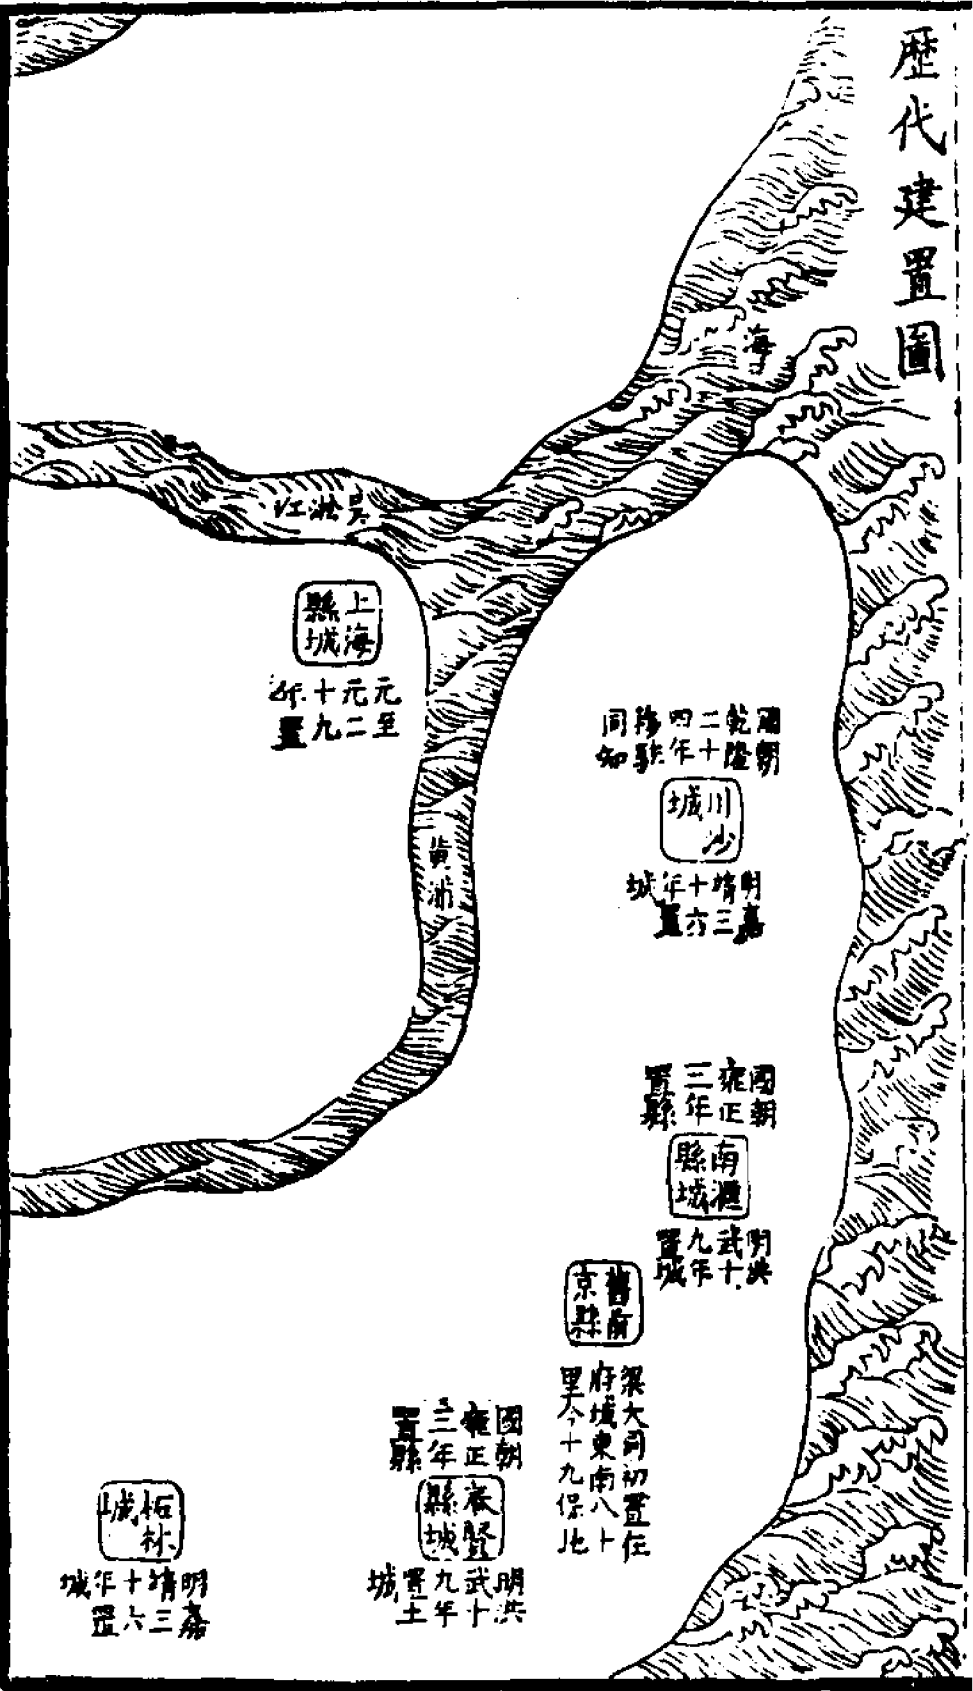 歴代建置圖
海
吳淞江
上海
縣城
元至
元二
十九
年置
黃浦
國朝
乾隆
二十
四年
移駐
同知
川沙
城
明嘉
靖三
十六
年置
城
國朝
雍正
三年
置縣
南滙
縣城
明洪
武十
九年
置城
舊前
京縣
梁大同初置在
府城東南八十
里今十九保地
國朝
雍正
三年
置縣
奉賢
縣城
明洪
武十
九年
置土
城
柘林
城
明嘉
靖三
十六
年置
城